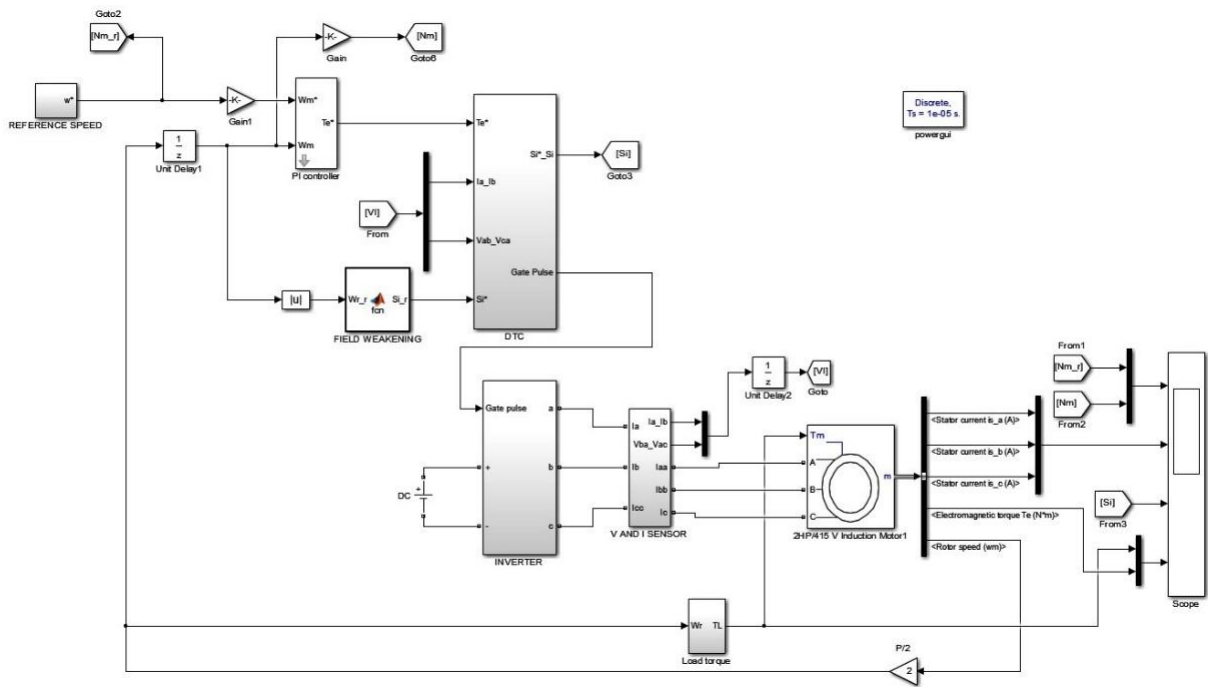 Goto2
[Nm_r]
w*
REFERENCE SPEED
-K-
Gain1
-K-
Gain
[Nm]
Goto6
1
z
Unit Delay1
Wm*
Te*
Wm
PI controller
Discrete,
Ts = 1e-05 s.
powergui
Te*
Si*_Si
Ia_Ib
Vab_Vca
Gate Pulse
Si*
DTC
[Si]
Goto3
[VI]
From
|u|
Wr_r
Si_r
fcn
FIELD WEAKENING
Gate pulse
a
+
b
-
c
INVERTER
DC
+
Ia
Ia_Ib
Vba_Vac
Ib
Iaa
Ibb
Icc
Ic
V AND I SENSOR
1
z
Unit Delay2
[VI]
Goto
Tm
A
m
B
C
2HP/415 V Induction Motor1
<Stator current is_a (A)>
<Stator current is_b (A)>
<Stator current is_c (A)>
<Electromagnetic torque Te (N*m)>
<Rotor speed (wm)>
From1
[Nm_r]
[Nm]
From2
[Si]
From3
Scope
Wr
TL
Load torque
P/2
2